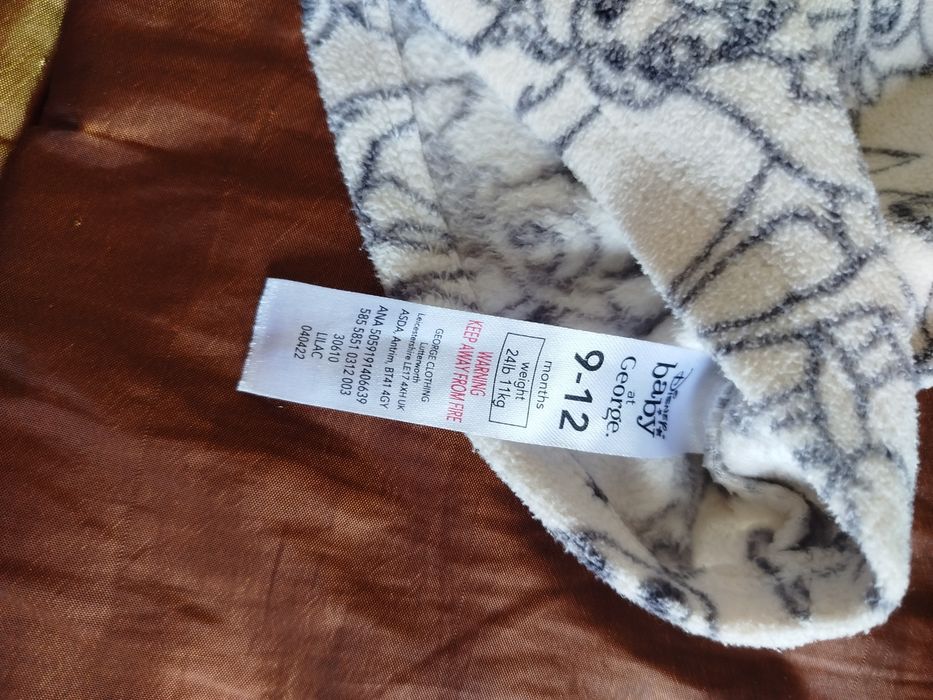 Disney
baby
at
George.
9-12
months
weight
24lb 11kg
WARNING
KEEP AWAY FROM FIRE
GEORGE CLOTHING
Lutterworth
Leicestershire LE17 4XH UK
ASDA, Antrim, BT41 4GY
ANA 5059191406639
585 5851 0312 003
30610
LILAC
040422